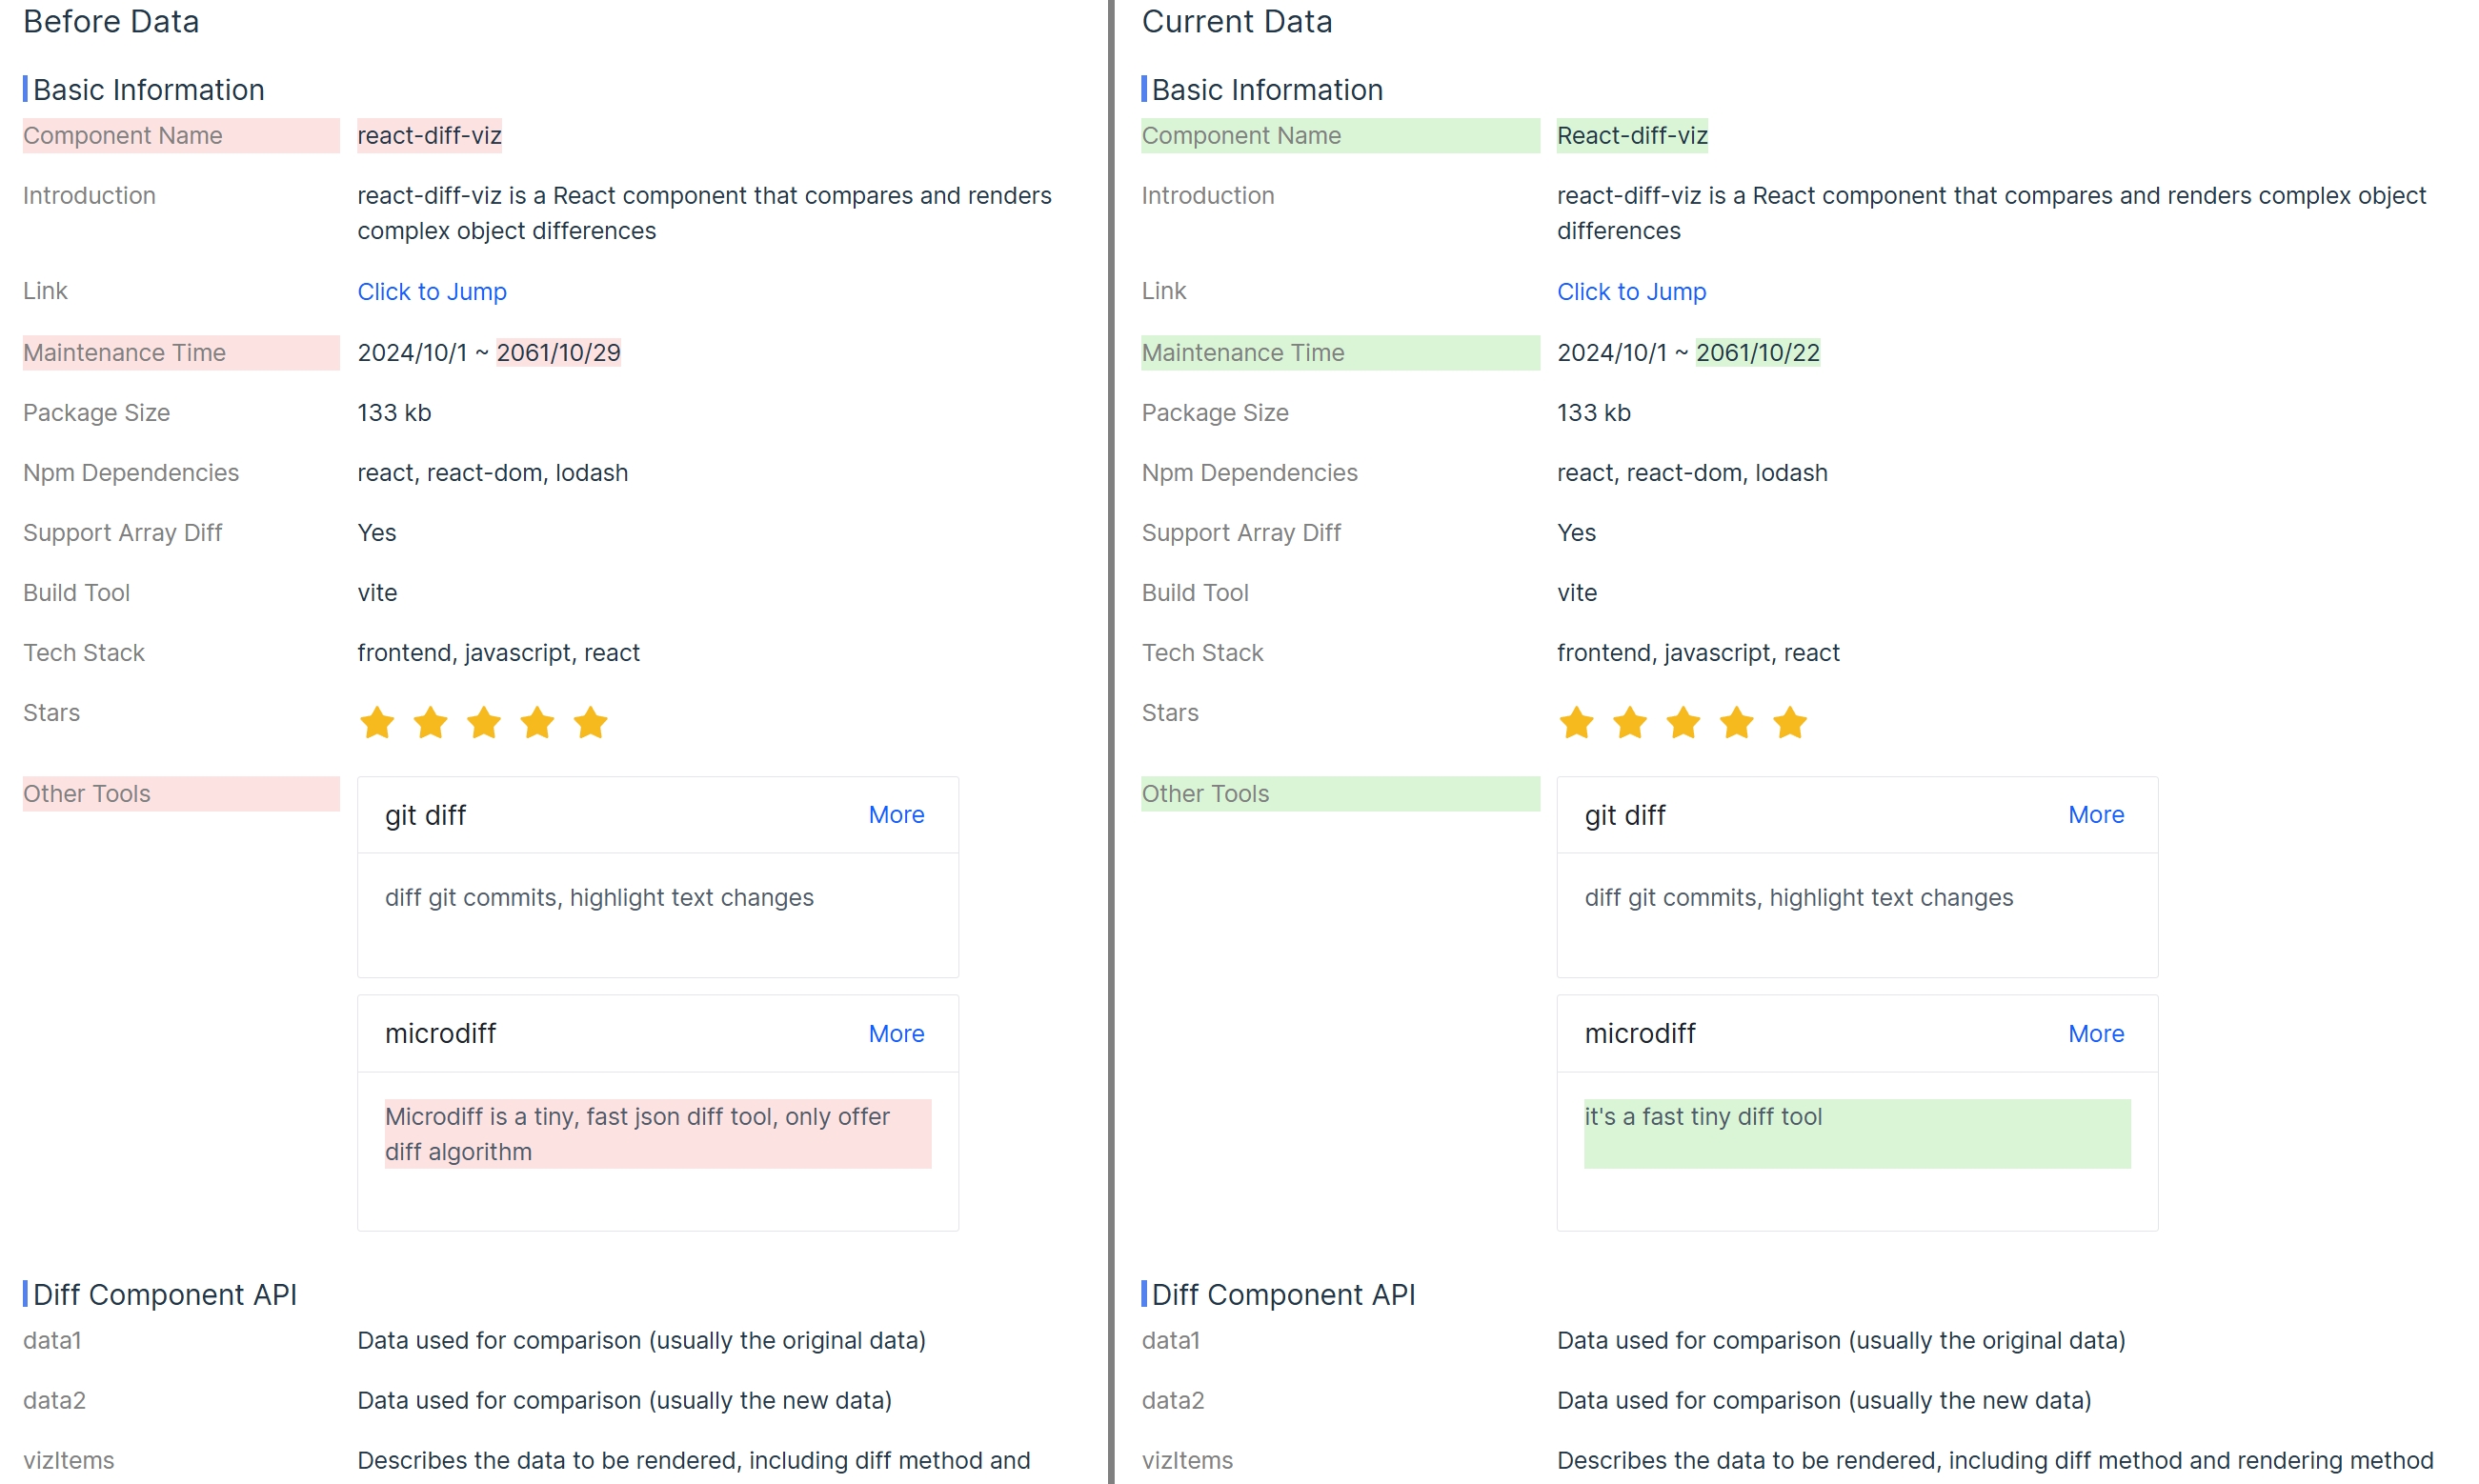 Before Data
Basic Information
Component Name react-diff-viz
Introduction react-diff-viz is a React component that compares and renders
complex object differences
Link Click to Jump
Maintenance Time 2024/10/1 ~ 2061/10/29
Package Size 133 kb
Npm Dependencies react, react-dom, lodash
Support Array Diff Yes
Build Tool vite
Tech Stack frontend, javascript, react
Stars
Other Tools
git diff More
diff git commits, highlight text changes
microdiff More
Microdiff is a tiny, fast json diff tool, only offer
diff algorithm
Diff Component API
data1 Data used for comparison (usually the original data)
data2 Data used for comparison (usually the new data)
vizItems Describes the data to be rendered, including diff method and
Current Data
Basic Information
Component Name React-diff-viz
Introduction react-diff-viz is a React component that compares and renders complex object
differences
Link Click to Jump
Maintenance Time 2024/10/1 ~ 2061/10/22
Package Size 133 kb
Npm Dependencies react, react-dom, lodash
Support Array Diff Yes
Build Tool vite
Tech Stack frontend, javascript, react
Stars
Other Tools
git diff More
diff git commits, highlight text changes
microdiff More
it's a fast tiny diff tool
Diff Component API
data1 Data used for comparison (usually the original data)
data2 Data used for comparison (usually the new data)
vizItems Describes the data to be rendered, including diff method and rendering method